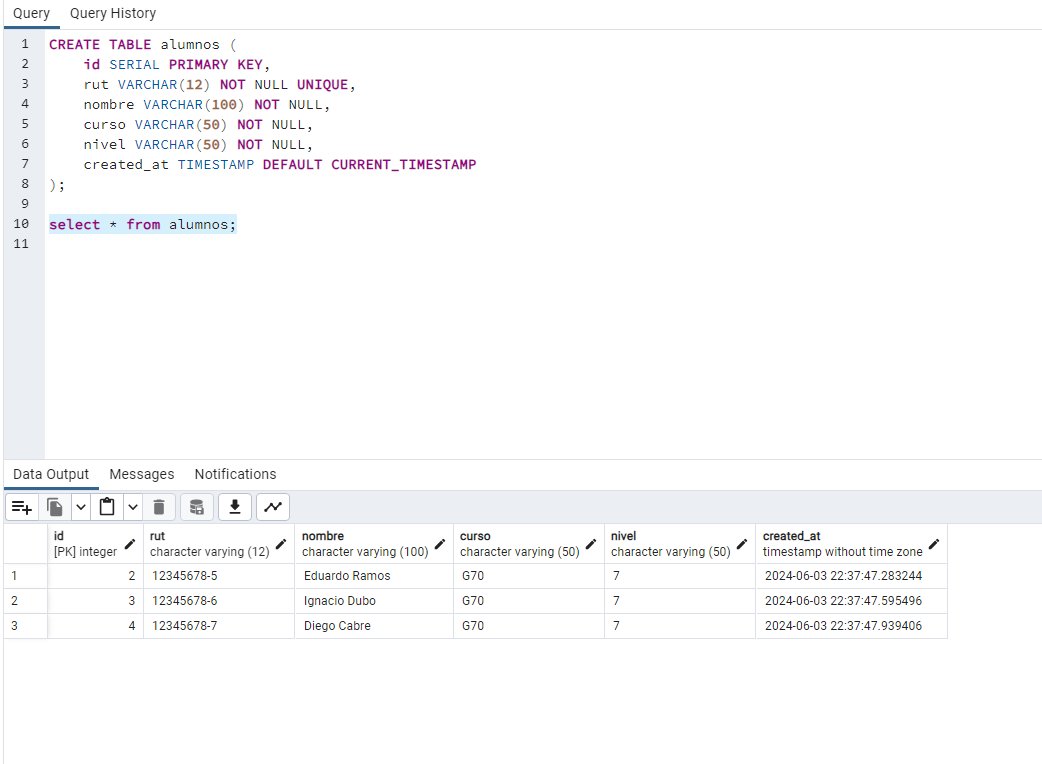 Query Query History
1 CREATE TABLE alumnos (
2 id SERIAL PRIMARY KEY,
3 rut VARCHAR(12) NOT NULL UNIQUE,
4 nombre VARCHAR(100) NOT NULL,
5 curso VARCHAR(50) NOT NULL,
6 nivel VARCHAR(50) NOT NULL,
7 created_at TIMESTAMP DEFAULT CURRENT_TIMESTAMP
8 );
9
10 select * from alumnos;
11
Data Output Messages Notifications
id rut nombre curso nivel created_at
[PK] integer character varying (12) character varying (100) character varying (50) character varying (50) timestamp without time zone
1 2 12345678-5 Eduardo Ramos G70 7 2024-06-03 22:37:47.283244
2 3 12345678-6 Ignacio Dubo G70 7 2024-06-03 22:37:47.595496
3 4 12345678-7 Diego Cabre G70 7 2024-06-03 22:37:47.939406